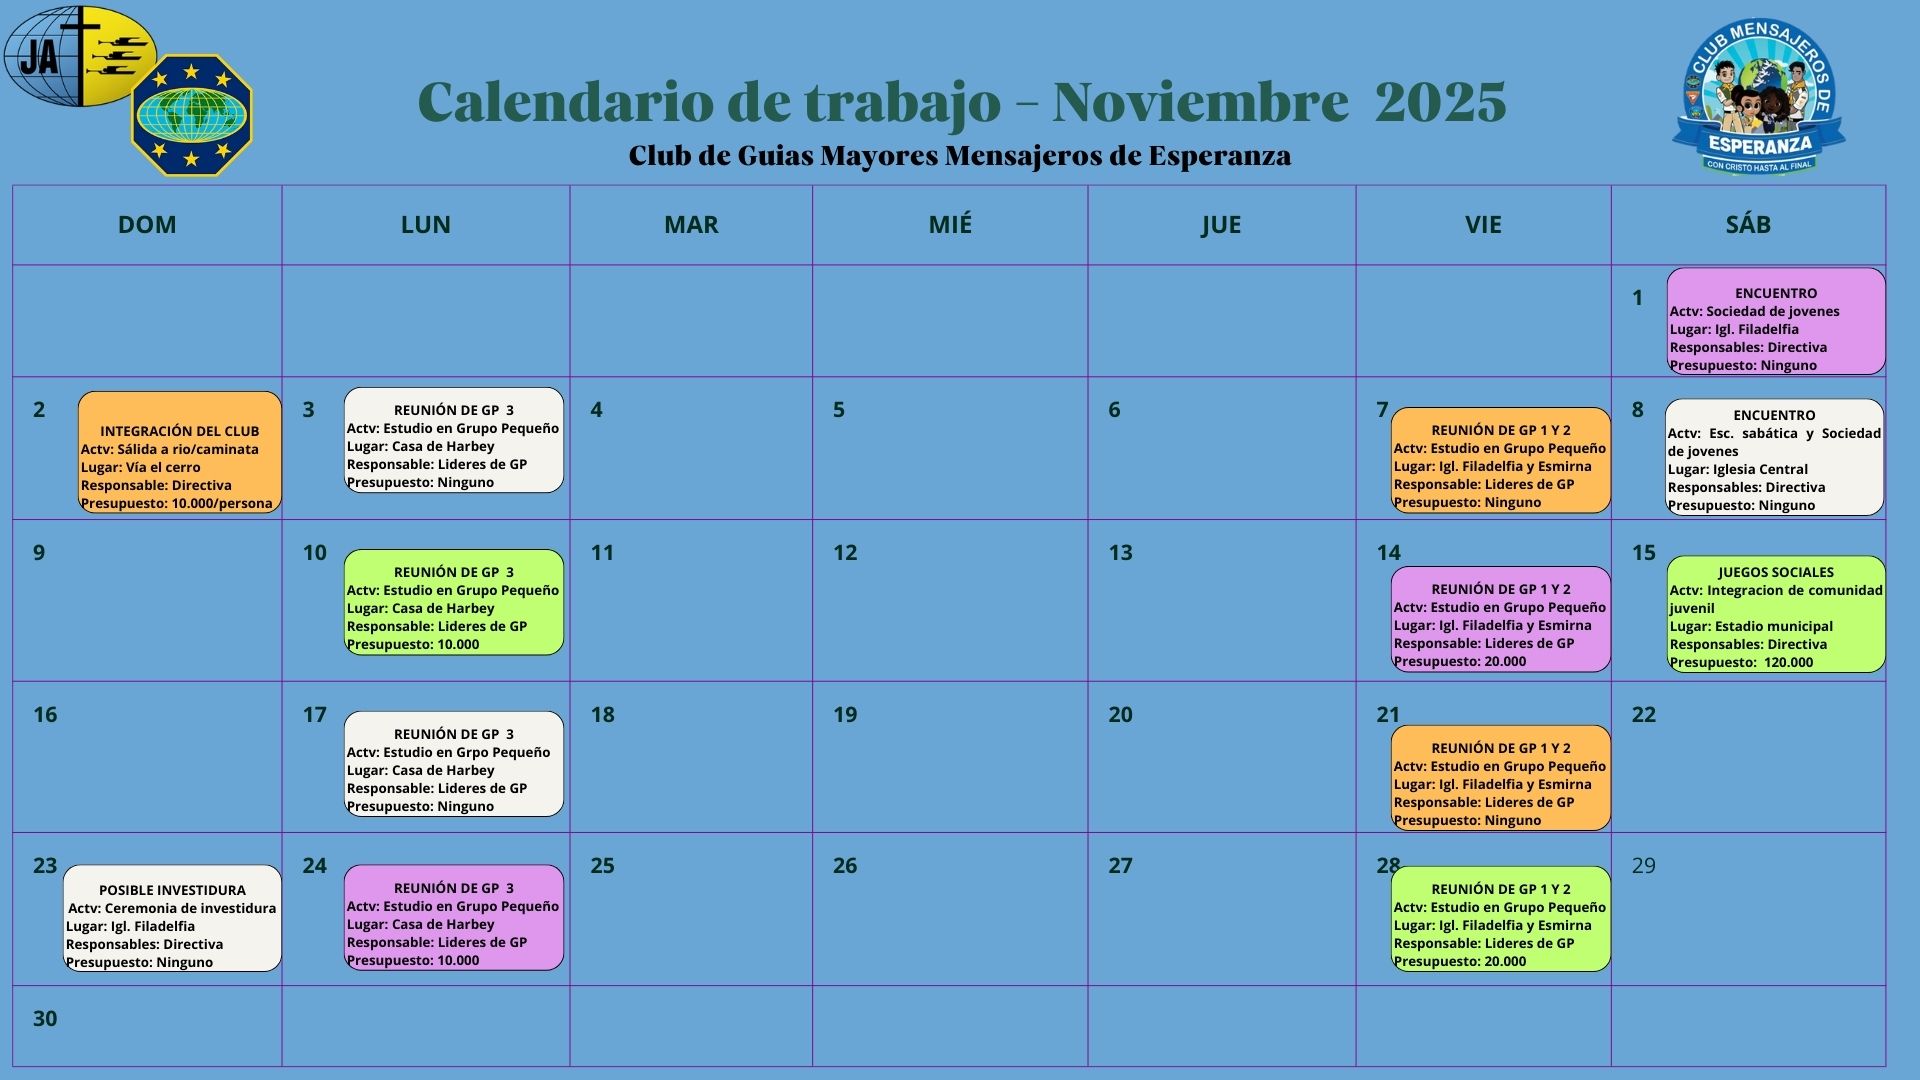 JA
Calendario de trabajo – Noviembre 2025
Club de Guias Mayores Mensajeros de Esperanza
CLUB MENSAJEROS DE
ESPERANZA
CON CRISTO HASTA AL FINAL
DOM LUN MAR MIÉ JUE VIE SÁB
1
ENCUENTRO
Actv: Sociedad de jovenes
Lugar: Igl. Filadelfia
Responsables: Directiva
Presupuesto: Ninguno
2
INTEGRACIÓN DEL CLUB
Actv: Sálida a rio/caminata
Lugar: Vía el cerro
Responsable: Directiva
Presupuesto: 10.000/persona
3
REUNIÓN DE GP 3
Actv: Estudio en Grupo Pequeño
Lugar: Casa de Harbey
Responsable: Lideres de GP
Presupuesto: Ninguno
4
5
6
7
REUNIÓN DE GP 1 Y 2
Actv: Estudio en Grupo Pequeño
Lugar: Igl. Filadelfia y Esmirna
Responsable: Lideres de GP
Presupuesto: Ninguno
8
ENCUENTRO
Actv: Esc. sabática y Sociedad
de jovenes
Lugar: Iglesia Central
Responsables: Directiva
Presupuesto: Ninguno
9
10
REUNIÓN DE GP 3
Actv: Estudio en Grupo Pequeño
Lugar: Casa de Harbey
Responsable: Lideres de GP
Presupuesto: 10.000
11
12
13
14
REUNIÓN DE GP 1 Y 2
Actv: Estudio en Grupo Pequeño
Lugar: Igl. Filadelfia y Esmirna
Responsable: Lideres de GP
Presupuesto: 20.000
15
JUEGOS SOCIALES
Actv: Integracion de comunidad
juvenil
Lugar: Estadio municipal
Responsables: Directiva
Presupuesto: 120.000
16
17
REUNIÓN DE GP 3
Actv: Estudio en Grpo Pequeño
Lugar: Casa de Harbey
Responsable: Lideres de GP
Presupuesto: Ninguno
18
19
20
21
REUNIÓN DE GP 1 Y 2
Actv: Estudio en Grupo Pequeño
Lugar: Igl. Filadelfia y Esmirna
Responsable: Lideres de GP
Presupuesto: Ninguno
22
23
POSIBLE INVESTIDURA
Actv: Ceremonia de investidura
Lugar: Igl. Filadelfia
Responsables: Directiva
Presupuesto: Ninguno
24
REUNIÓN DE GP 3
Actv: Estudio en Grupo Pequeño
Lugar: Casa de Harbey
Responsable: Lideres de GP
Presupuesto: 10.000
25
26
27
28
REUNIÓN DE GP 1 Y 2
Actv: Estudio en Grupo Pequeño
Lugar: Igl. Filadelfia y Esmirna
Responsable: Lideres de GP
Presupuesto: 20.000
29
30